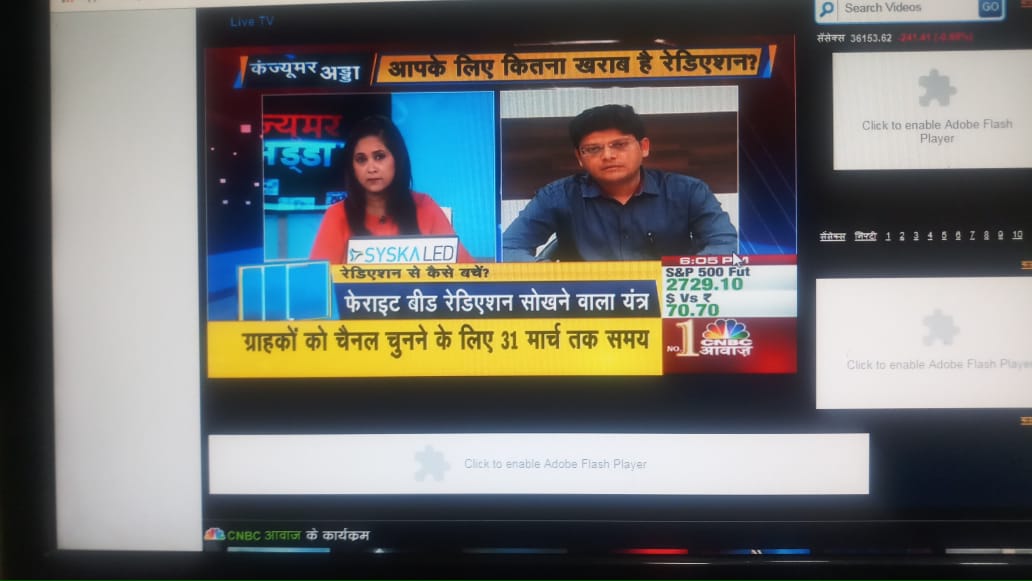 Live TV
Search Videos
GO
सेंसेक्स 36153.62 -241.41 (-0.66%)
कंज्यूमर अड्डा
आपके लिए कितना खराब है रेडिएशन?
ज्यूमर
अड्डा
Click to enable Adobe Flash
Player
SYSKA LED
सेंसेक्स निफ्टी 1 2 3 4 5 6 7 8 9 10
रेडिएशन से कैसे बचें?
फेराइट बीड रेडिएशन सोखने वाला यंत्र
6:05 PM
S&P 500 Fut
2729.10
$ Vs ₹
70.70
ग्राहकों को चैनल चुनने के लिए 31 मार्च तक समय
NO. 1
CNBC
आवाज़
Click to enable Adobe Flash Player
Click to enable Adobe Flash Player
CNBC आवाज के कार्यक्रम